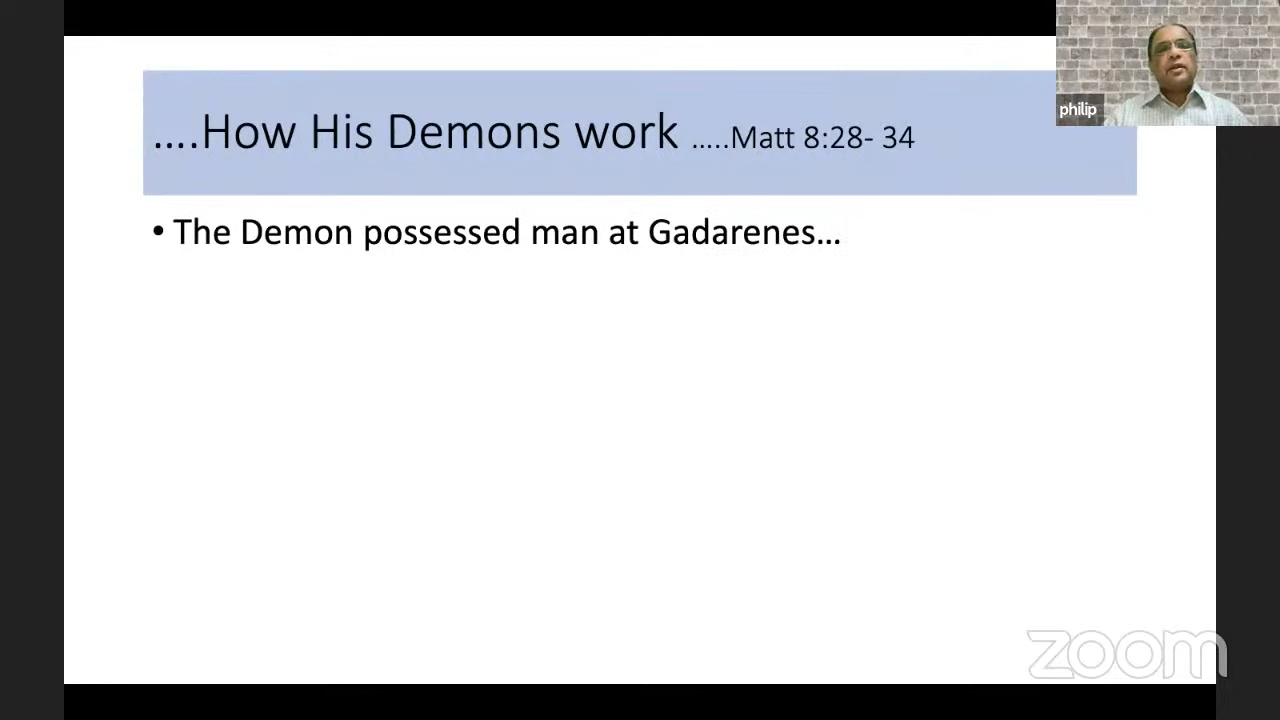 ....How His Demons work .....Matt 8:28- 34
philip
• The Demon possessed man at Gadarenes...
zoom